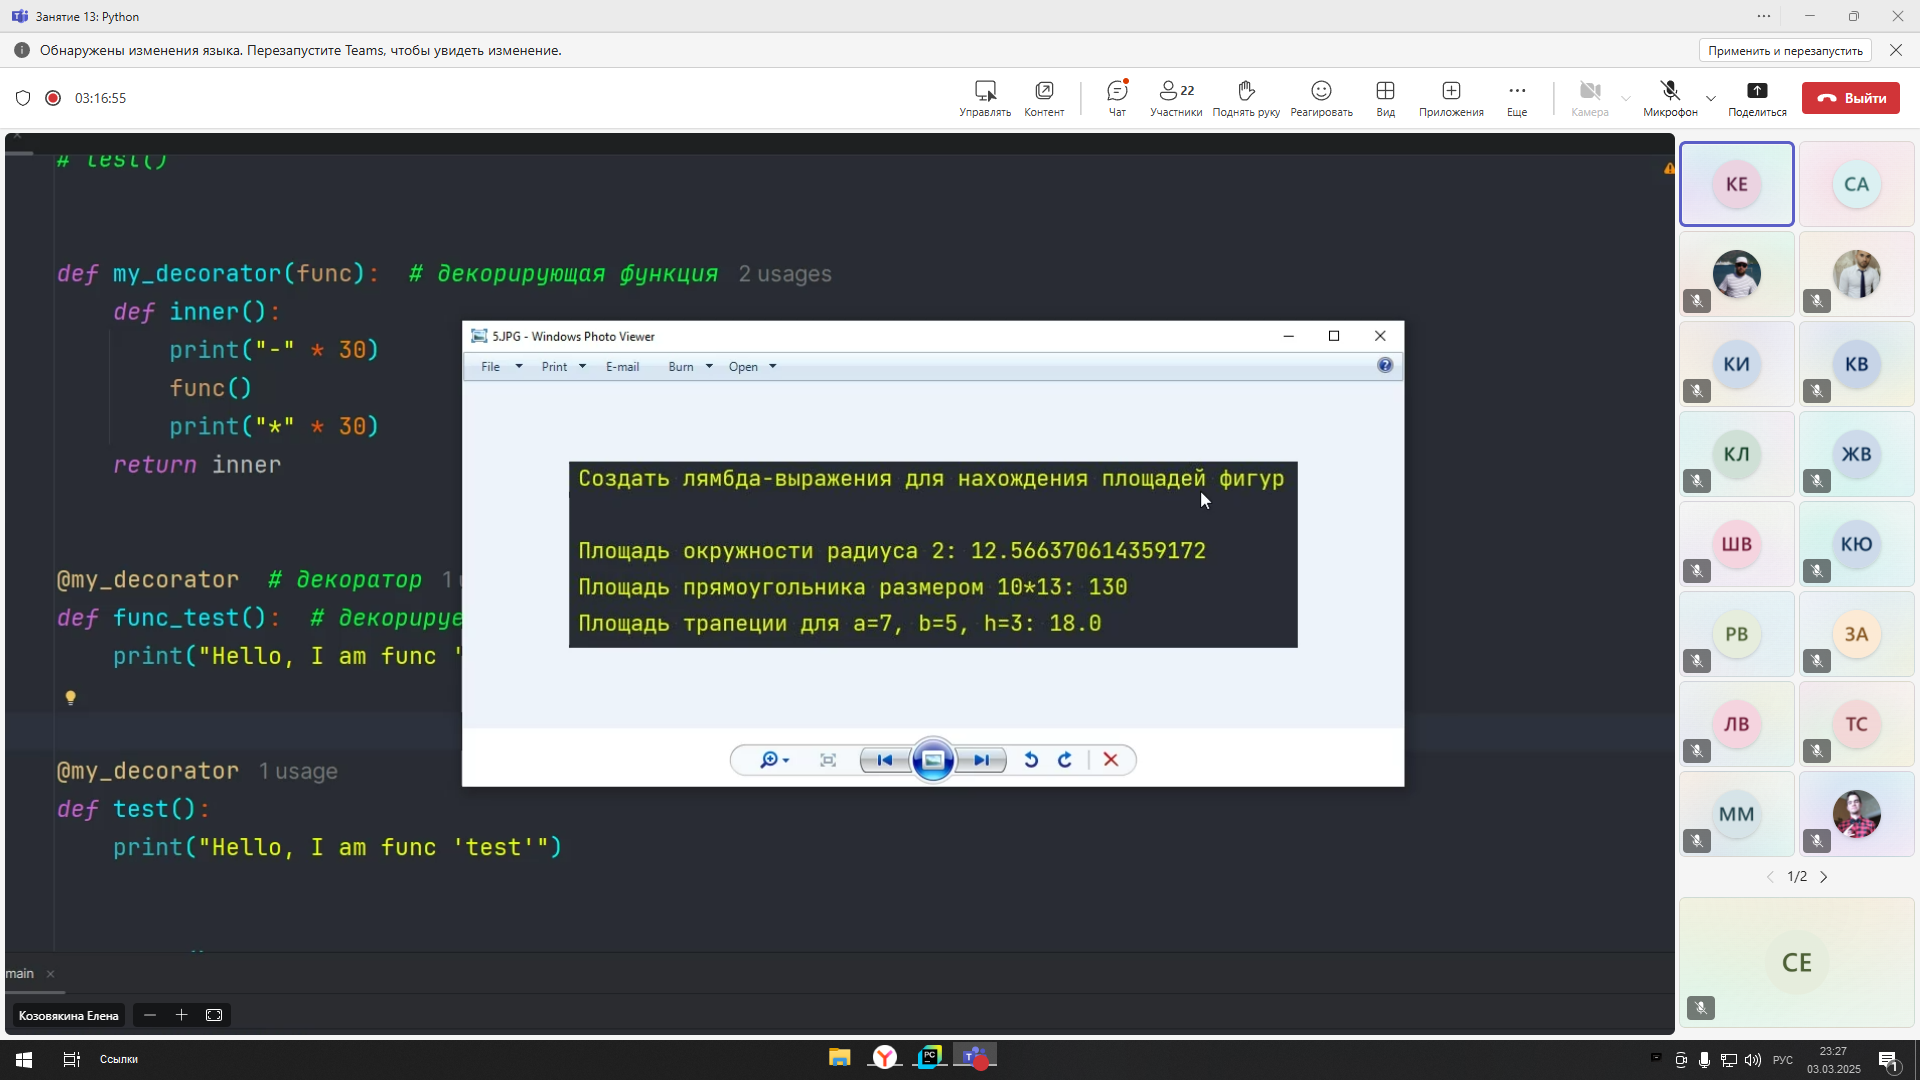 Занятие 13: Python
Обнаружены изменения языка. Перезапустите Teams, чтобы увидеть изменение.
Применить и перезапустить
03:16:55
Управлять
Контент
Чат
22
Участники
Поднять руку
Реагировать
Вид
Приложения
Еще
Камера
Микрофон
Поделиться
Выйти
# test()
def my_decorator(func):  # декорирующая функция  2 usages
def inner():
print("-" * 30)
func()
print("*" * 30)
return inner
@my_decorator  # декоратор
def func_test():  #
print("Hello, I am func '
@my_decorator  1 usage
def test():
print("Hello, I am func 'test'")
5.JPG - Windows Photo Viewer
File
Print
E-mail
Burn
Open
Создать лямбда-выражения для нахождения площадей фигур
Площадь окружности радиуса 2: 12.566370614359172
Площадь прямоугольника размером 10*13: 130
Площадь трапеции для a=7, b=5, h=3: 18.0
main
Козовякина Елена
КЕ
СА
КИ
КВ
КЛ
ЖВ
ШВ
КЮ
РВ
ЗА
ЛВ
ТС
ММ
1/2
СЕ
Ссылки
РУС
23:27
03.03.2025
1